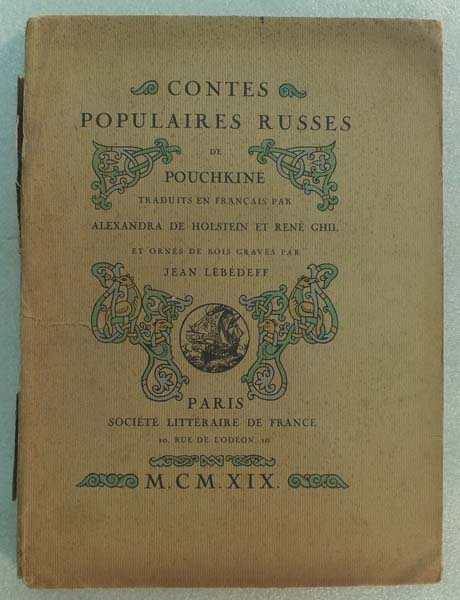 CONTES
POPULAIRES RUSSES
DE
POUCHKINE
TRADUITS EN FRANÇAIS PAR
ALEXANDRA DE HOLSTEIN ET RENÉ GHIL
ET ORNÉS DE BOIS GRAVÉS PAR
JEAN LÉBÉDEFF
PARIS
SOCIÉTÉ LITTÉRAIRE DE FRANCE
10, RUE DE L'ODÉON, 10
M.CM.XIX.